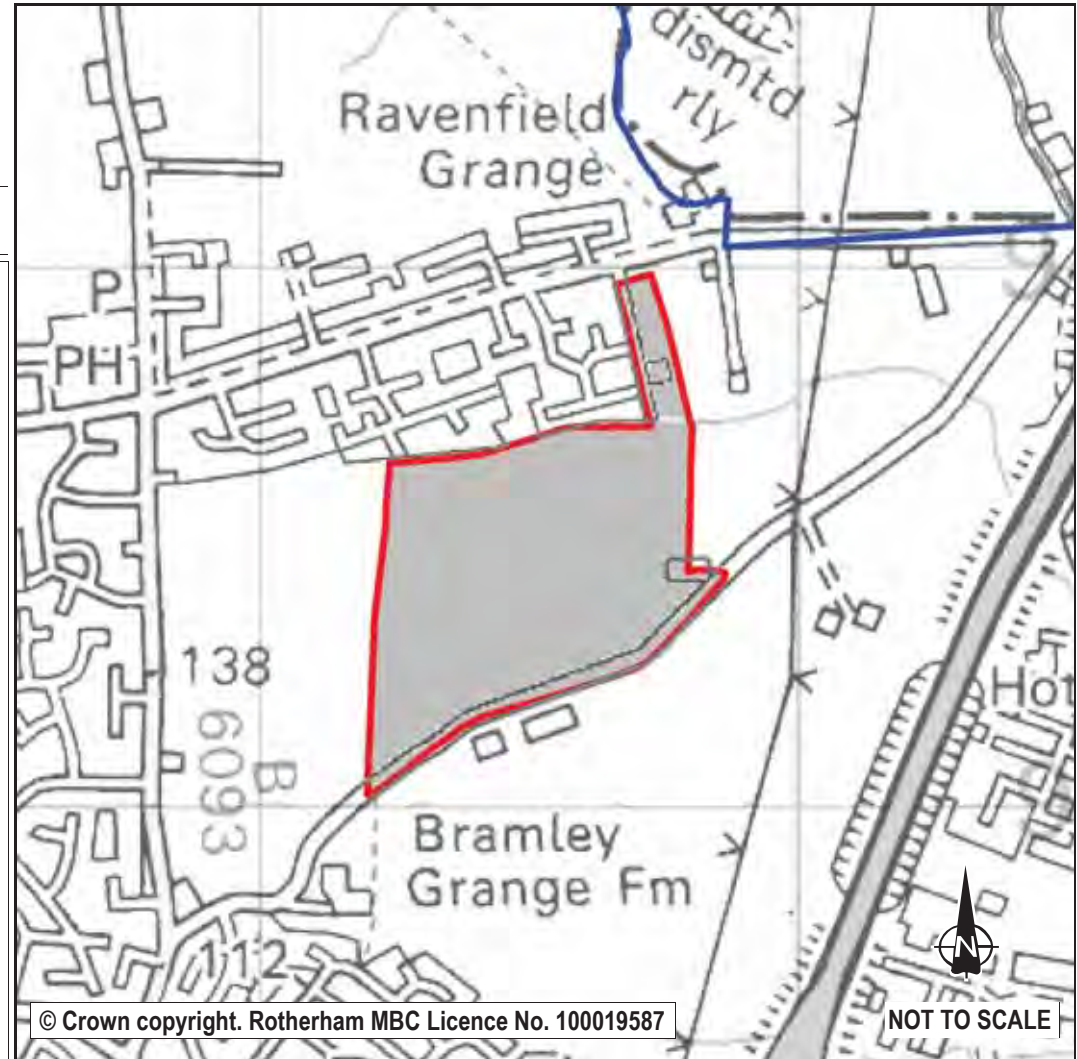 dismtd
rly
Ravenfield
Grange
P
PH
138
B
6093
Hot
Bramley
Grange Fm
112
N
© Crown copyright. Rotherham MBC Licence No. 100019587
NOT TO SCALE